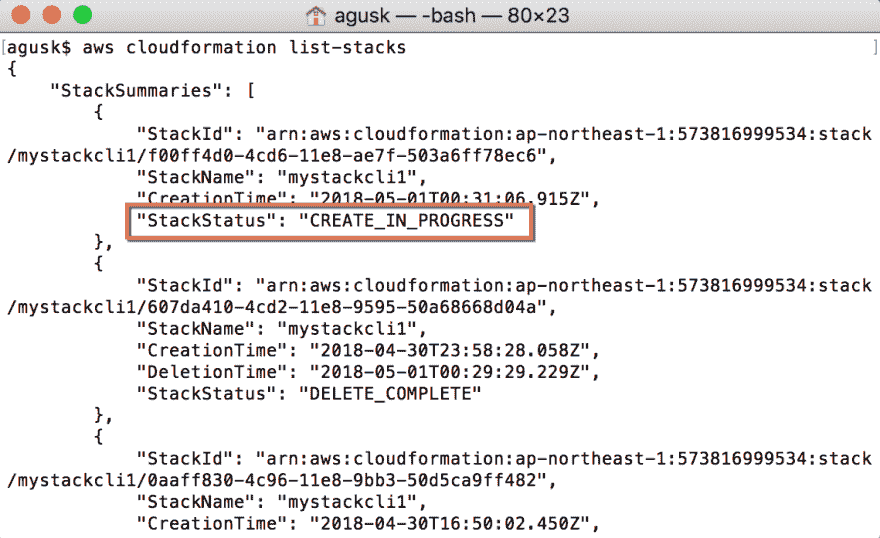 agusk — -bash — 80×23
[agusk$ aws cloudformation list-stacks ]
{
"StackSummaries": [
{
"StackId": "arn:aws:cloudformation:ap-northeast-1:573816999534:stack
/mystackcli1/f00ff4d0-4cd6-11e8-ae7f-503a6ff78ec6",
"StackName": "mystackcli1",
"CreationTime": "2018-05-01T00:31:06.915Z",
"StackStatus": "CREATE_IN_PROGRESS"
},
{
"StackId": "arn:aws:cloudformation:ap-northeast-1:573816999534:stack
/mystackcli1/607da410-4cd2-11e8-9595-50a68668d04a",
"StackName": "mystackcli1",
"CreationTime": "2018-04-30T23:58:28.058Z",
"DeletionTime": "2018-05-01T00:29:29.229Z",
"StackStatus": "DELETE_COMPLETE"
},
{
"StackId": "arn:aws:cloudformation:ap-northeast-1:573816999534:stack
/mystackcli1/0aaff830-4c96-11e8-9bb3-50d5ca9ff482",
"StackName": "mystackcli1",
"CreationTime": "2018-04-30T16:50:02.450Z",